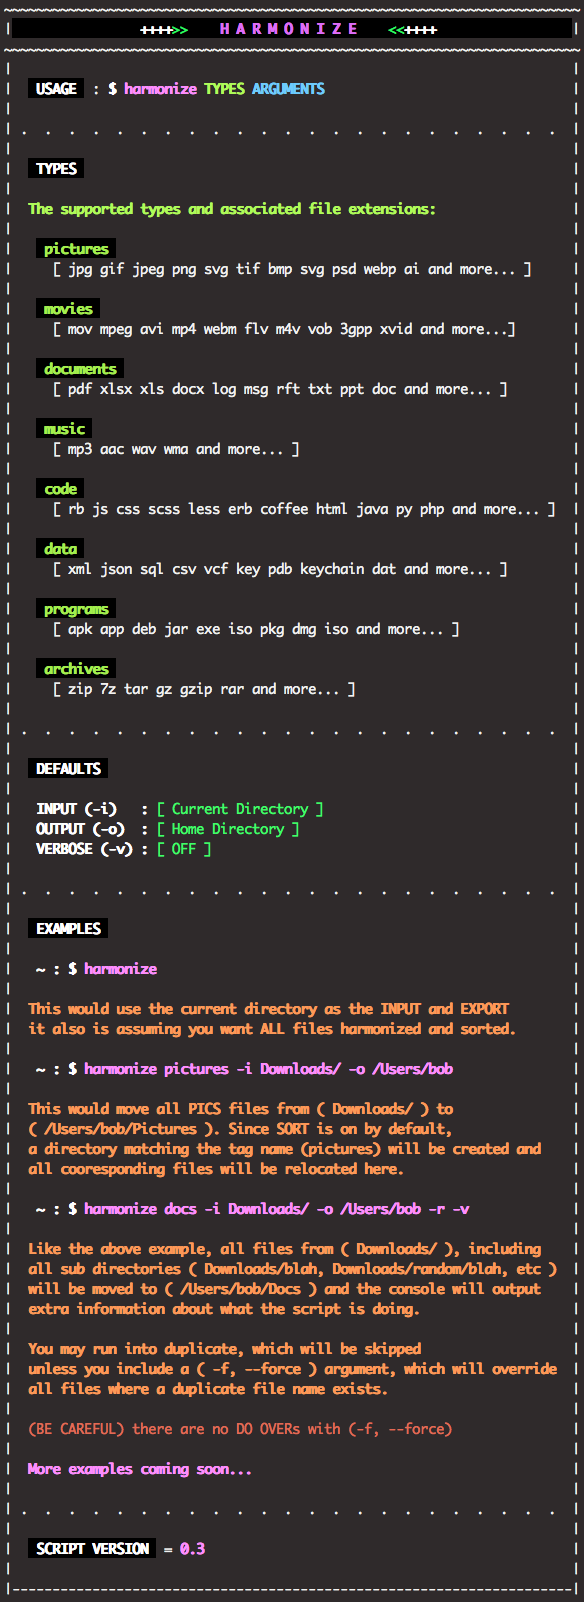 ++++>> HARMONIZE <<++++
USAGE : $ harmonize TYPES ARGUMENTS
. . . . . . . . . . . . . . . . . . . . . . .
TYPES
The supported types and associated file extensions:
pictures
[ jpg gif jpeg png svg tif bmp svg psd webp ai and more... ]
movies
[ mov mpeg avi mp4 webm flv m4v vob 3gpp xvid and more...]
documents
[ pdf xlsx xls docx log msg rft txt ppt doc and more... ]
music
[ mp3 aac wav wma and more... ]
code
[ rb js css scss less erb coffee html java py php and more... ]
data
[ xml json sql csv vcf key pdb keychain dat and more... ]
programs
[ apk app deb jar exe iso pkg dmg iso and more... ]
archives
[ zip 7z tar gz gzip rar and more... ]
. . . . . . . . . . . . . . . . . . . . . . .
DEFAULTS
INPUT (-i) : [ Current Directory ]
OUTPUT (-o) : [ Home Directory ]
VERBOSE (-v) : [ OFF ]
. . . . . . . . . . . . . . . . . . . . . . .
EXAMPLES
~ : $ harmonize
This would use the current directory as the INPUT and EXPORT
it also is assuming you want ALL files harmonized and sorted.
~ : $ harmonize pictures -i Downloads/ -o /Users/bob
This would move all PICS files from ( Downloads/ ) to
( /Users/bob/Pictures ). Since SORT is on by default,
a directory matching the tag name (pictures) will be created and
all cooresponding files will be relocated here.
~ : $ harmonize docs -i Downloads/ -o /Users/bob -r -v
Like the above example, all files from ( Downloads/ ), including
all sub directories ( Downloads/blah, Downloads/random/blah, etc )
will be moved to ( /Users/bob/Docs ) and the console will output
extra information about what the script is doing.
You may run into duplicate, which will be skipped
unless you include a ( -f, --force ) argument, which will override
all files where a duplicate file name exists.
(BE CAREFUL) there are no DO OVERs with (-f, --force)
More examples coming soon...
. . . . . . . . . . . . . . . . . . . . . . .
SCRIPT VERSION = 0.3